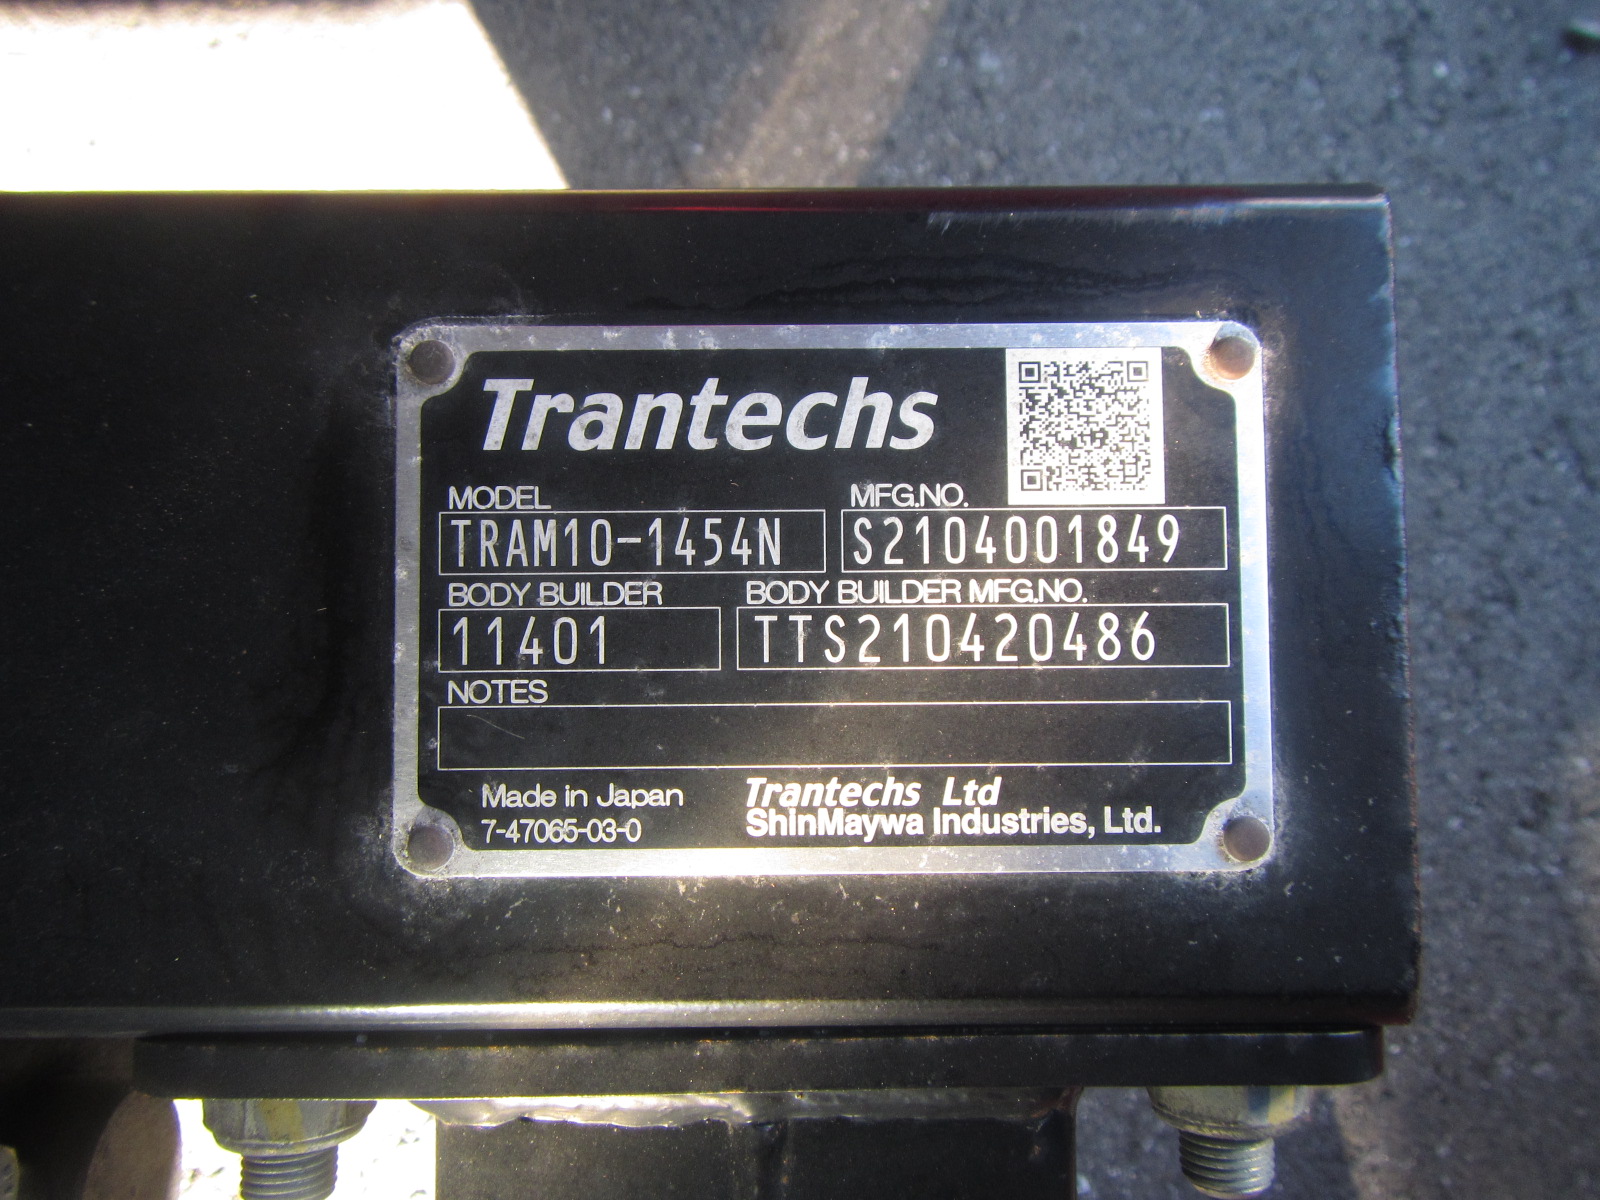 Trantechs
MODEL MFG.NO.
TRAM10-1454N S2104001849
BODY BUILDER BODY BUILDER MFG.NO.
11401 TTS210420486
NOTES
Made in Japan Trantechs Ltd
7-47065-03-0 ShinMaywa Industries, Ltd.